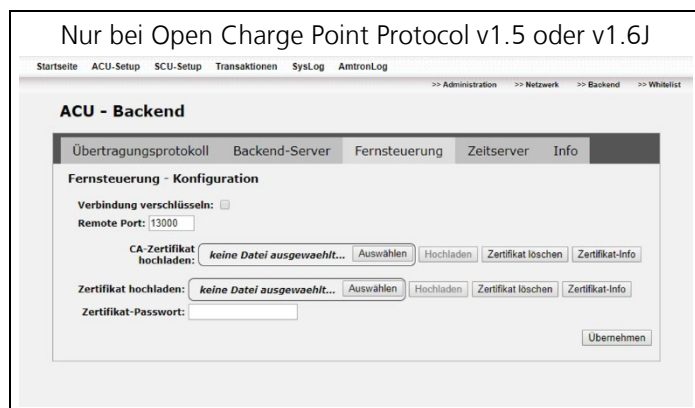 Nur bei Open Charge Point Protocol v1.5 oder v1.6J
Startseite ACU-Setup SCU-Setup Transaktionen SysLog AmtronLog
>> Administration >> Netzwerk >> Backend >> Whitelist
ACU - Backend
Übertragungsprotokoll Backend-Server Fernsteuerung Zeitserver Info
Fernsteuerung - Konfiguration
Verbindung verschlüsseln:
Remote Port: 13000
CA-Zertifikat
hochladen: keine Datei ausgewaehlt... Auswählen Hochladen Zertifikat löschen Zertifikat-Info
Zertifikat hochladen: keine Datei ausgewaehlt... Auswählen Hochladen Zertifikat löschen Zertifikat-Info
Zertifikat-Passwort:
Übernehmen